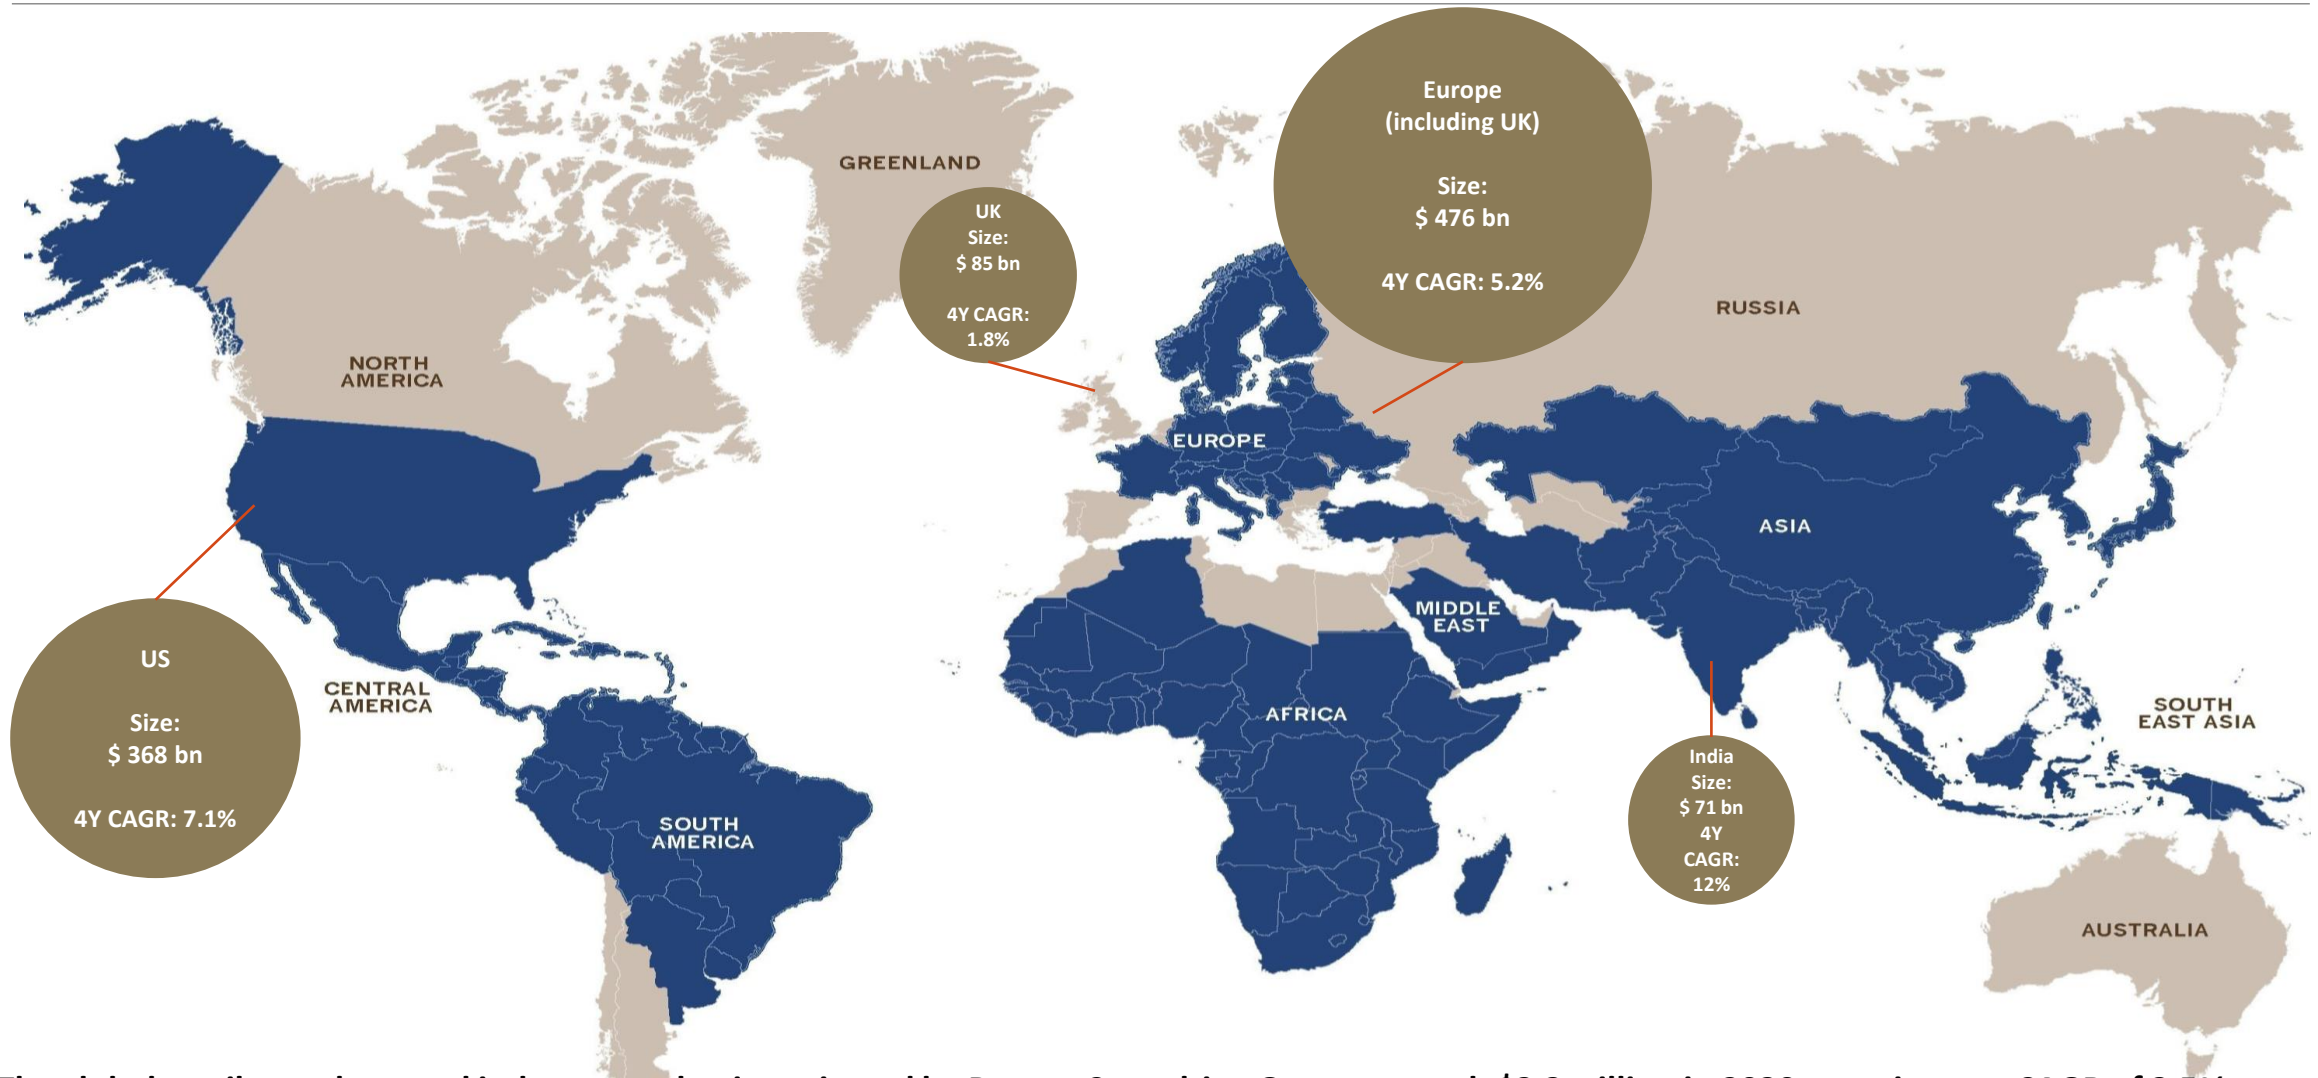 Europe
(including UK)
Size:
$ 476 bn
4Y CAGR: 5.2%
GREENLAND
UK
Size:
$ 85 bn
4Y CAGR:
1.8%
RUSSIA
NORTH
AMERICA
EUROPE
ASIA
MIDDLE
EAST
US
Size:
$ 368 bn
4Y CAGR: 7.1%
CENTRAL
AMERICA
AFRICA
SOUTH
EAST ASIA
India
Size:
$ 71 bn
4Y
CAGR:
12%
SOUTH
AMERICA
AUSTRALIA